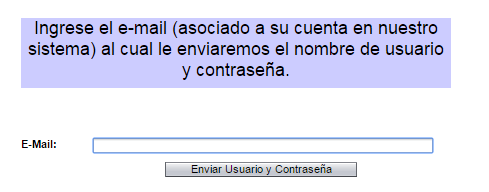 Ingrese el e-mail (asociado a su cuenta en nuestro
sistema) al cual le enviaremos el nombre de usuario
y contraseña.
E-Mail:
Enviar Usuario y Contraseña